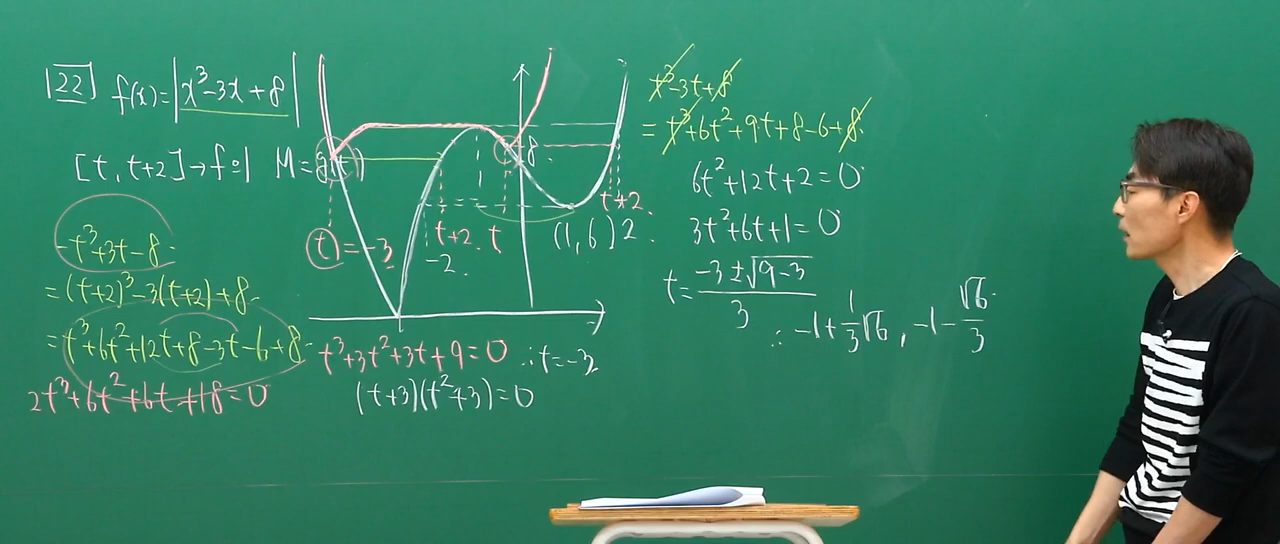 22 f(x)=|x³-3x+8|
[t, t+2]→f의 M=g(t)
-t³+3t-8
=(t+2)³-3(t+2)+8
=t³+6t²+12t+8-3t-6+8
2t³+6t²+6t+18=0
8
t=-3
t+2
-2
t
t+2
(1, 6)
2
t³+3t²+3t+9=0 ∴t=-3
(t+3)(t²+3)=0
t³-3t+8
=t³+6t²+9t+8-6+8
6t²+12t+2=0
3t²+6t+1=0
t=(-3±√(9-3))/3
∴ -1+1/3√6, -1-√6/3